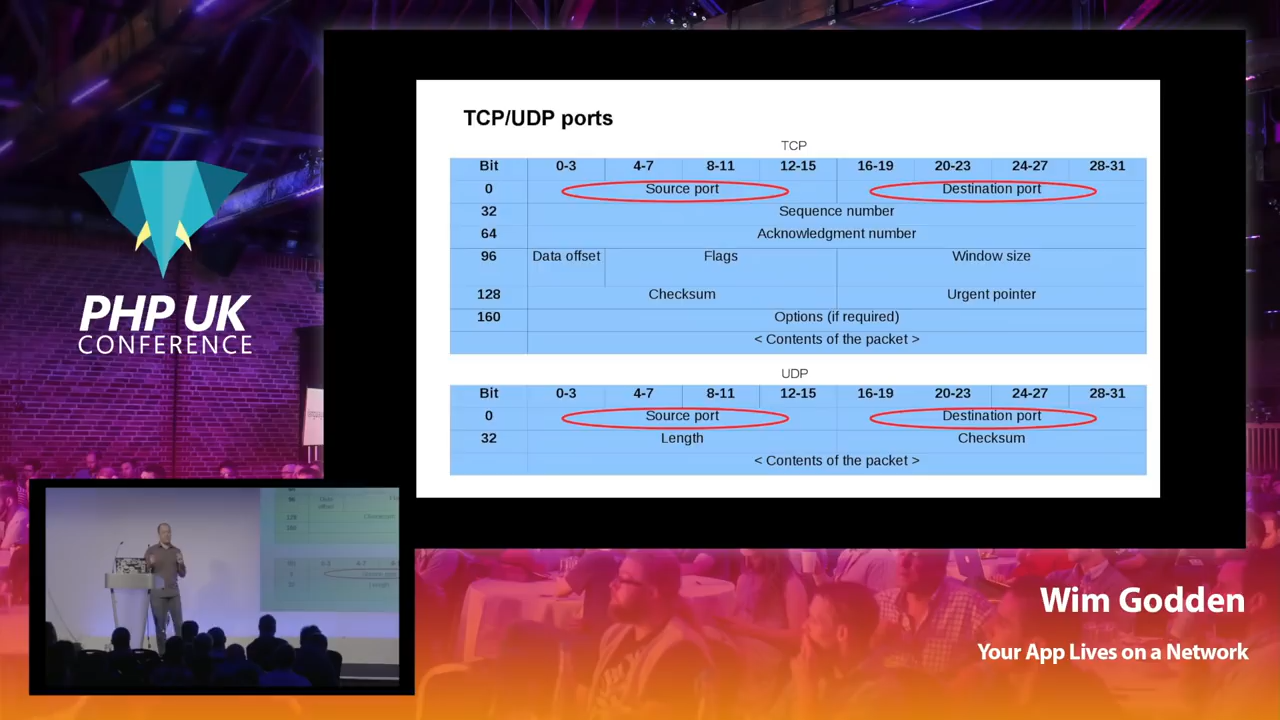 PHP UK
CONFERENCE
TCP/UDP ports
TCP
Bit 0-3 4-7 8-11 12-15 16-19 20-23 24-27 28-31
0 Source port Destination port
32 Sequence number
64 Acknowledgment number
96 Data offset Flags Window size
128 Checksum Urgent pointer
160 Options (if required)
< Contents of the packet >
UDP
Bit 0-3 4-7 8-11 12-15 16-19 20-23 24-27 28-31
0 Source port Destination port
32 Length Checksum
< Contents of the packet >
Wim Godden
Your App Lives on a Network